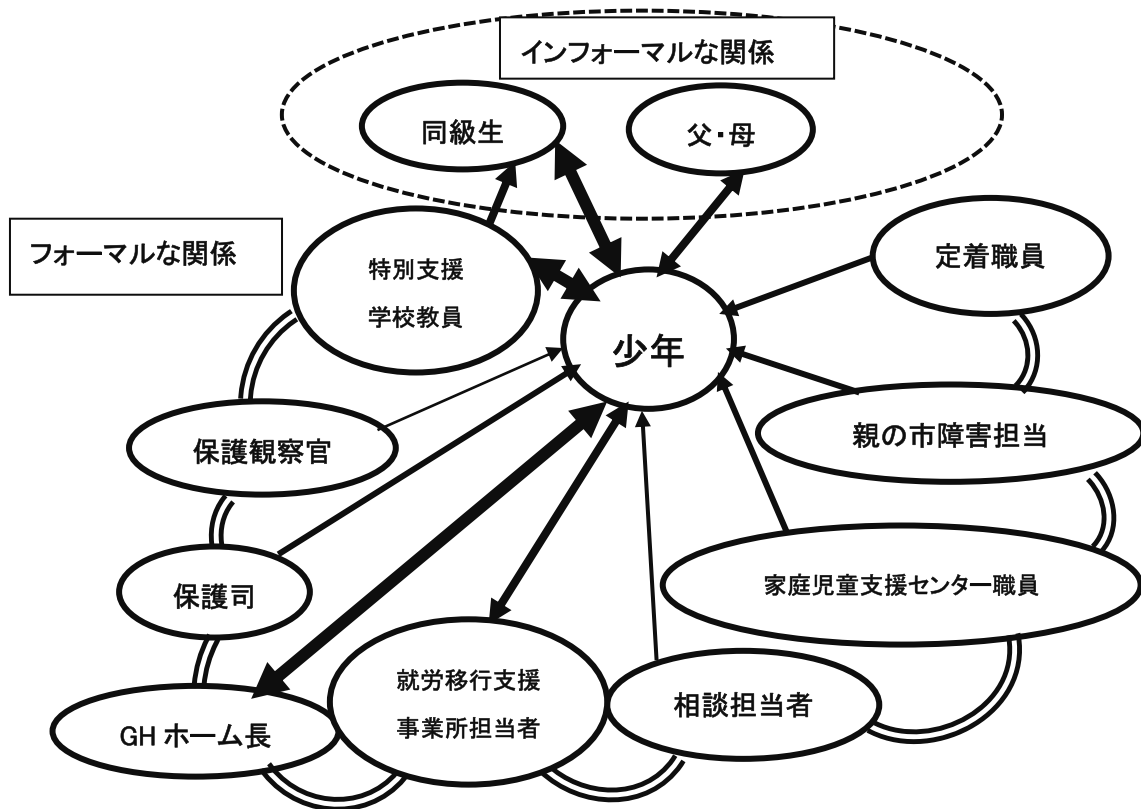 インフォーマルな関係
同級生
父・母
フォーマルな関係
特別支援
学校教員
定着職員
少年
保護観察官
親の市障害担当
保護司
家庭児童支援センター職員
就労移行支援
事業所担当者
相談担当者
GH ホーム長